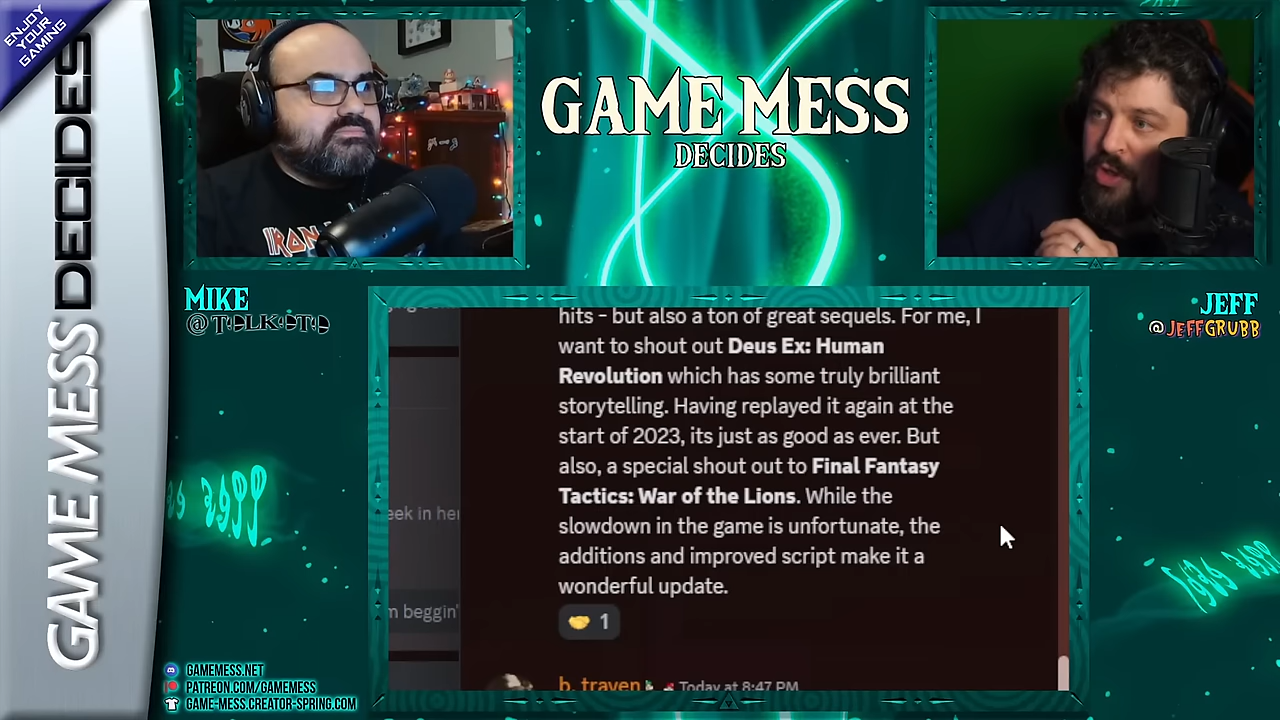 ENJOY
YOUR
GAMING
GAME MESS DECIDES
IRON
GAME MESS
DECIDES
MIKE
JEFF
@JEFFGRUBB
hits - but also a ton of great sequels. For me, I
want to shout out Deus Ex: Human
Revolution which has some truly brilliant
storytelling. Having replayed it again at the
start of 2023, its just as good as ever. But
also, a special shout out to Final Fantasy
Tactics: War of the Lions. While the
slowdown in the game is unfortunate, the
additions and improved script make it a
wonderful update.
1
eek in her
m beggin'
b. traven Today at 8:47 PM
GAMEMESS.NET
PATREON.COM/GAMEMESS
GAME-MESS.CREATOR-SPRING.COM